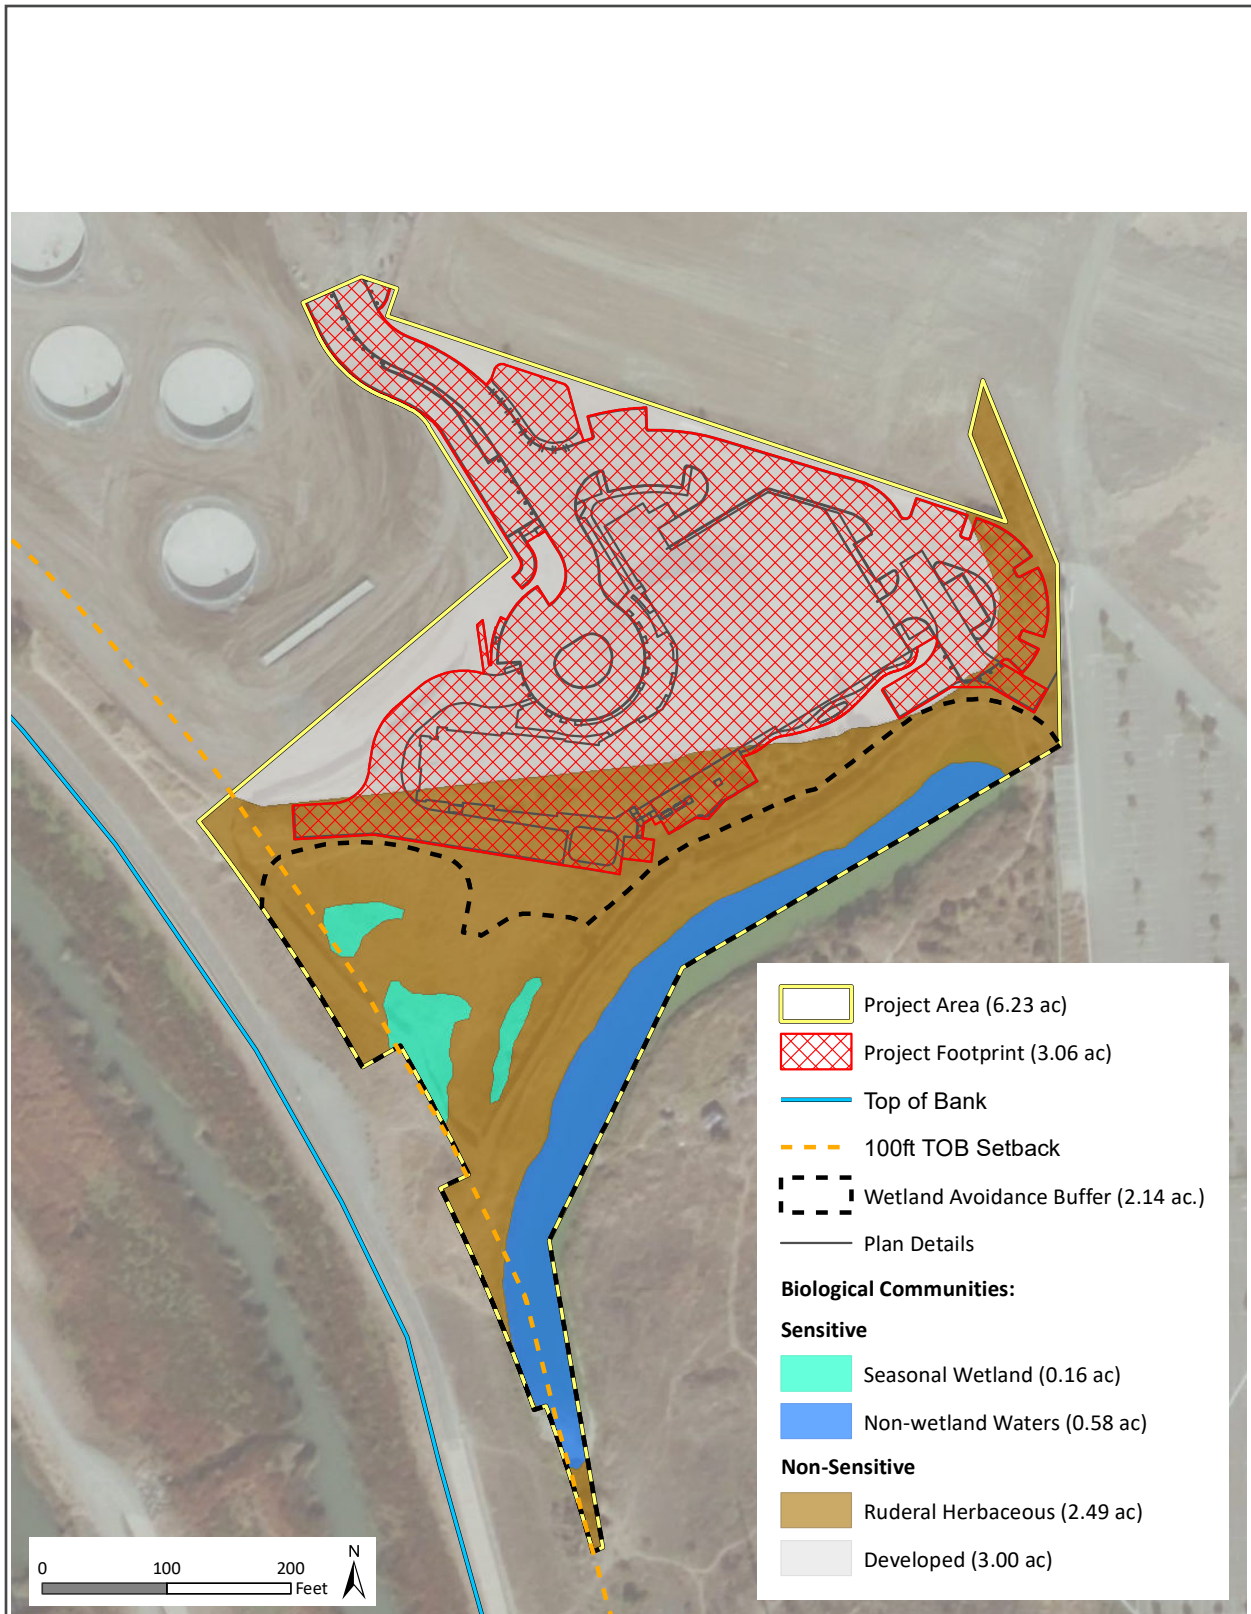 Project Area (6.23 ac)
Project Footprint (3.06 ac)
Top of Bank
100ft TOB Setback
Wetland Avoidance Buffer (2.14 ac.)
Plan Details
Biological Communities:
Sensitive
Seasonal Wetland (0.16 ac)
Non-wetland Waters (0.58 ac)
Non-Sensitive
Ruderal Herbaceous (2.49 ac)
Developed (3.00 ac)
0 100 200
Feet
N